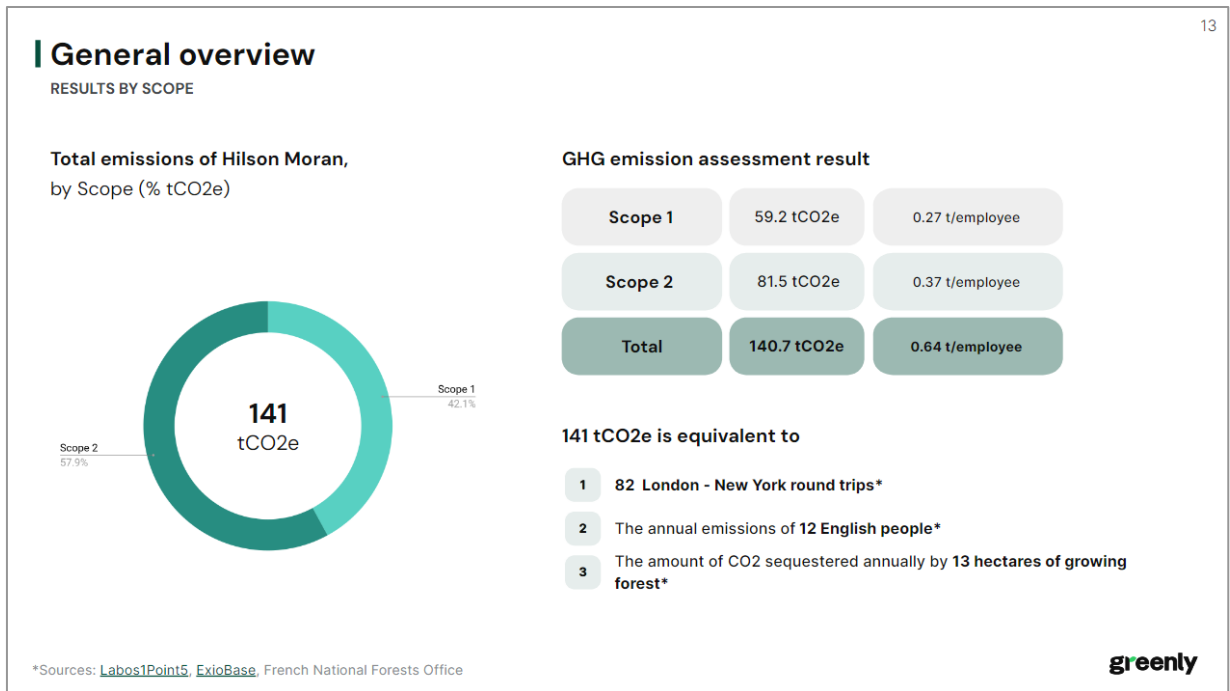 13
General overview
RESULTS BY SCOPE
Total emissions of Hilson Moran,
by Scope (% tCO2e)
141
tCO2e
Scope 1
42.1%
Scope 2
57.9%
GHG emission assessment result
Scope 1 59.2 tCO2e 0.27 t/employee
Scope 2 81.5 tCO2e 0.37 t/employee
Total 140.7 tCO2e 0.64 t/employee
141 tCO2e is equivalent to
1 82 London - New York round trips*
2 The annual emissions of 12 English people*
3 The amount of CO2 sequestered annually by 13 hectares of growing
forest*
*Sources: Labos1Point5, ExioBase, French National Forests Office
greenly